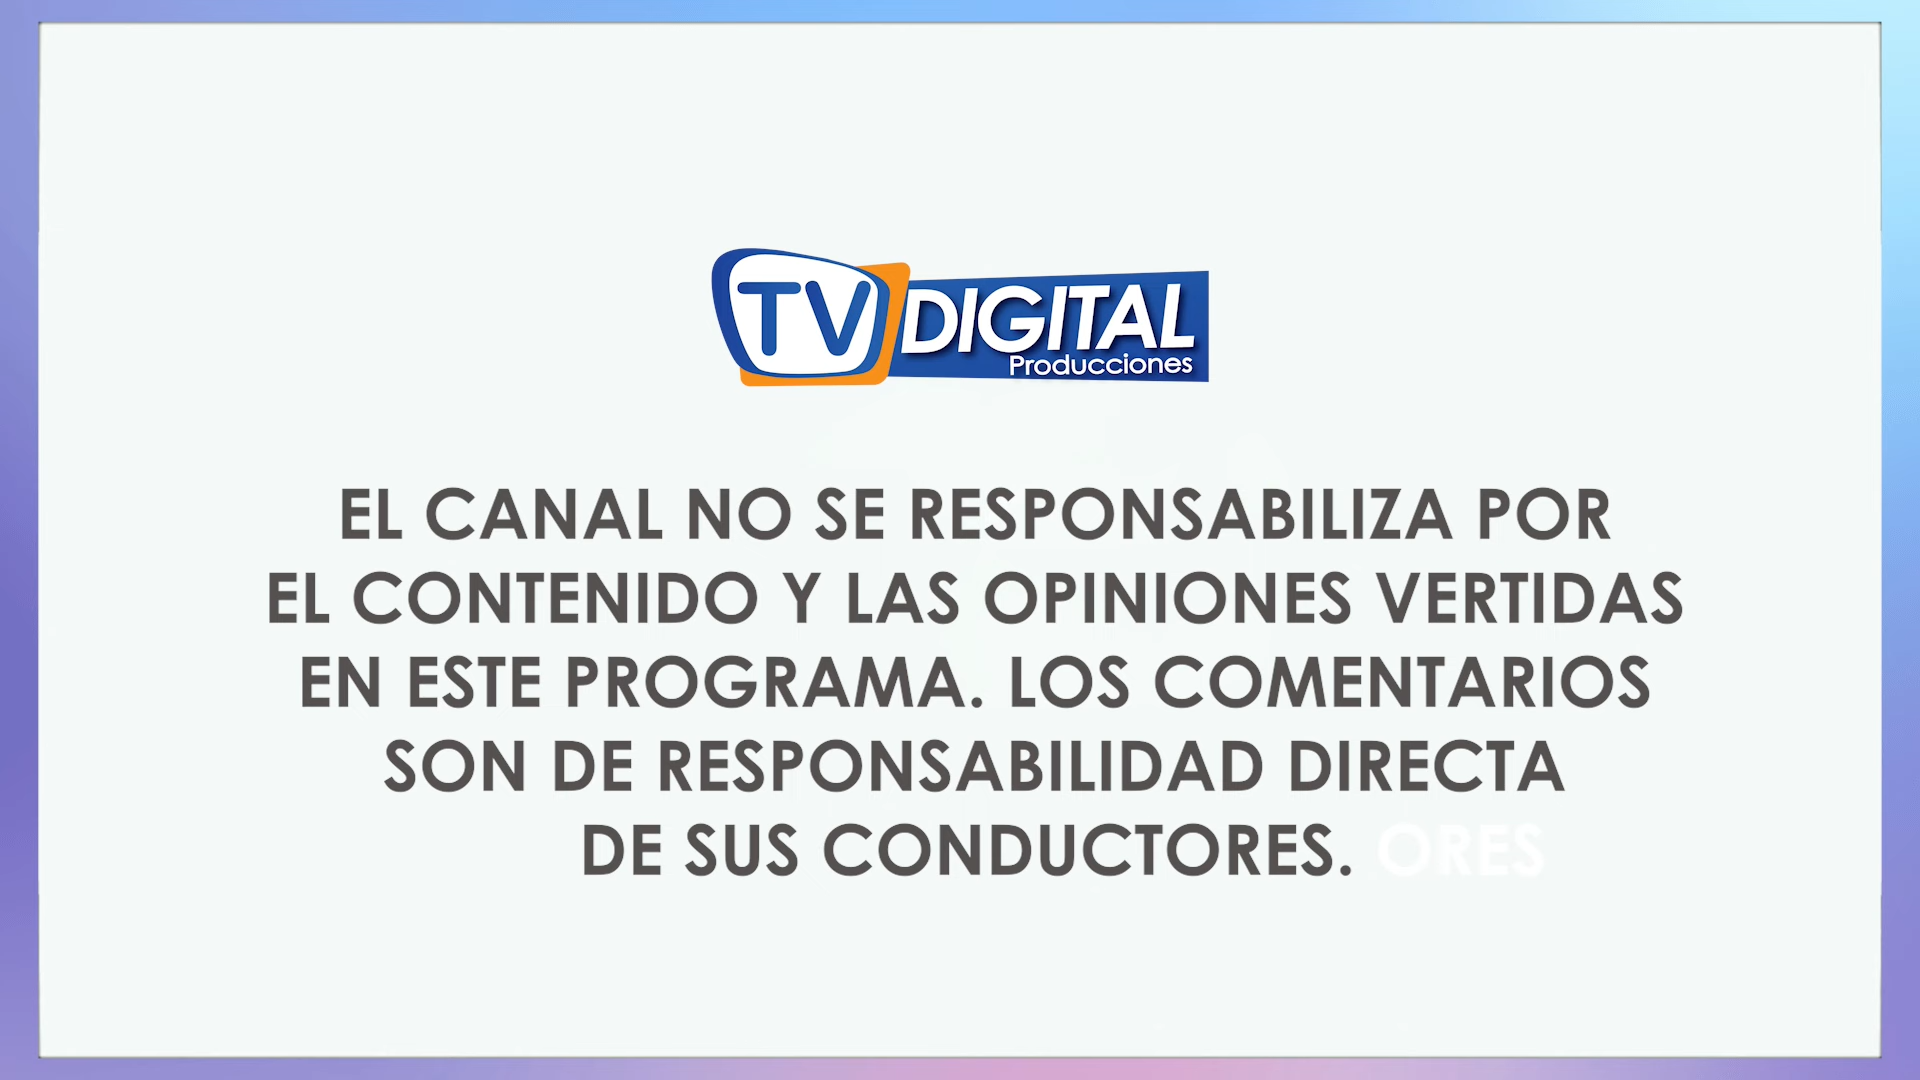 TV DIGITAL
Producciones
EL CANAL NO SE RESPONSABILIZA POR
EL CONTENIDO Y LAS OPINIONES VERTIDAS
EN ESTE PROGRAMA. LOS COMENTARIOS
SON DE RESPONSABILIDAD DIRECTA
DE SUS CONDUCTORES. ORES